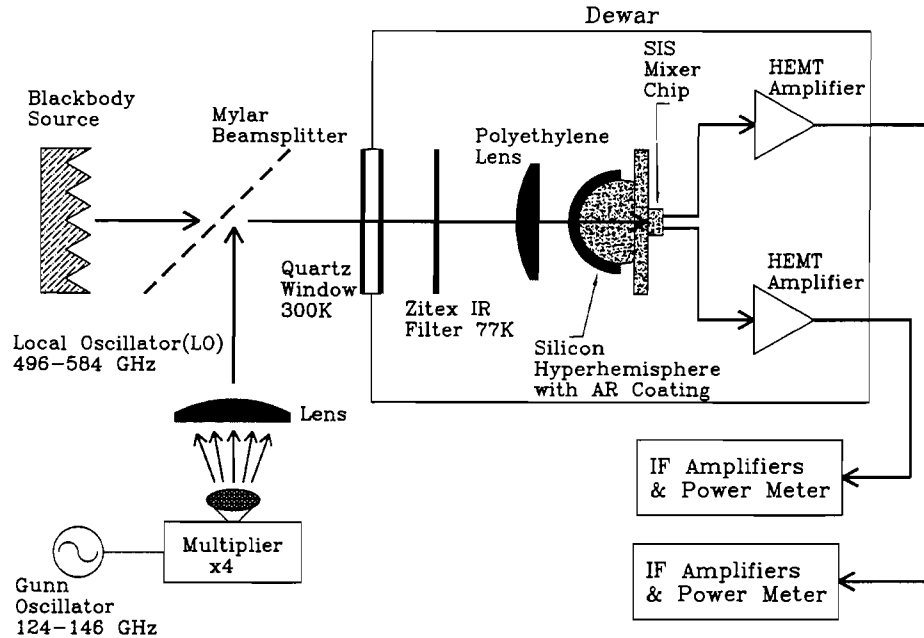 Dewar
Blackbody
Source
Mylar
Beamsplitter
SIS
Mixer
Chip
HEMT
Amplifier
Polyethylene
Lens
Quartz
Window
300K
Zitex IR
Filter 77K
HEMT
Amplifier
Silicon
Hyperhemisphere
with AR Coating
Local Oscillator(LO)
496-584 GHz
Lens
IF Amplifiers
& Power Meter
Multiplier
x4
IF Amplifiers
& Power Meter
Gunn
Oscillator
124-146 GHz